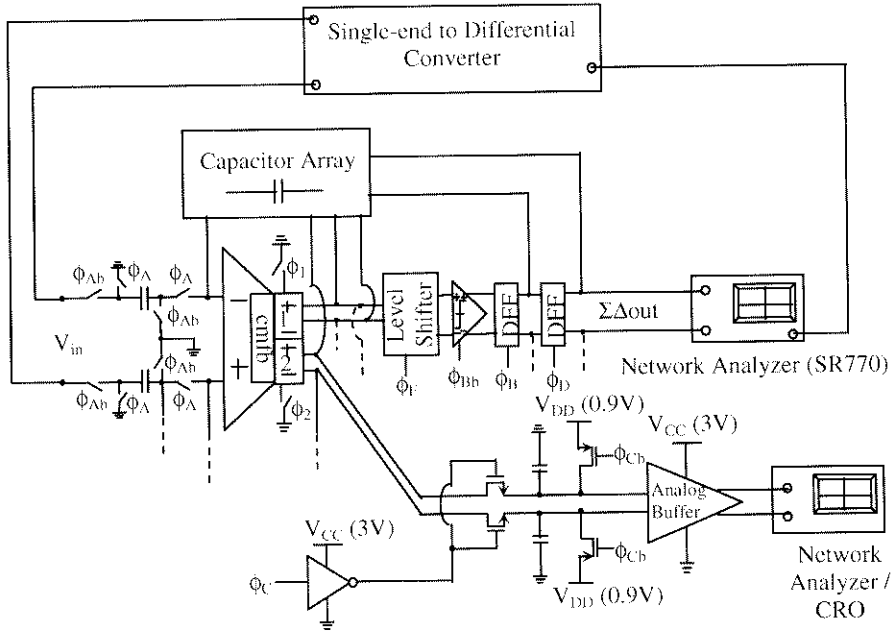 Single-end to Differential
Converter
Capacitor Array
ϕ1
ϕAb
ϕA
ϕA
−
+
1
−
cmfb
Level
Shifter
+
−
DFF
DFF
ΣΔout
ϕAb
Vin
ϕAb
+
+
2
−
ϕF
ϕBb
ϕB
ϕD
Network Analyzer (SR770)
ϕAb
ϕA
ϕA
ϕ2
VDD (0.9V)
VCC (3V)
ϕCb
Analog
Buffer
VCC (3V)
ϕCb
ϕC
VDD (0.9V)
Network
Analyzer /
CRO